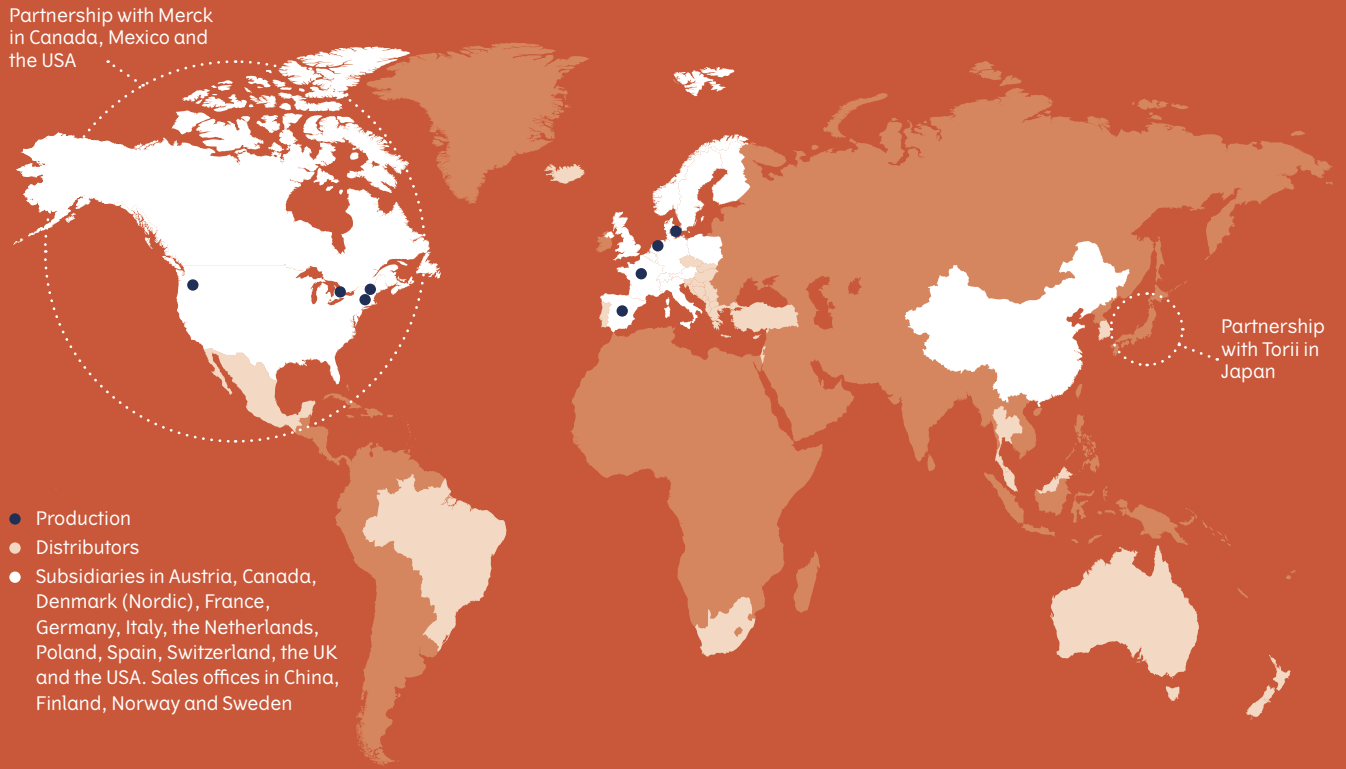 Partnership with Merck
in Canada, Mexico and
the USA
Partnership
with Torii in
Japan
Production
Distributors
Subsidiaries in Austria, Canada,
Denmark (Nordic), France,
Germany, Italy, the Netherlands,
Poland, Spain, Switzerland, the UK
and the USA. Sales offices in China,
Finland, Norway and Sweden